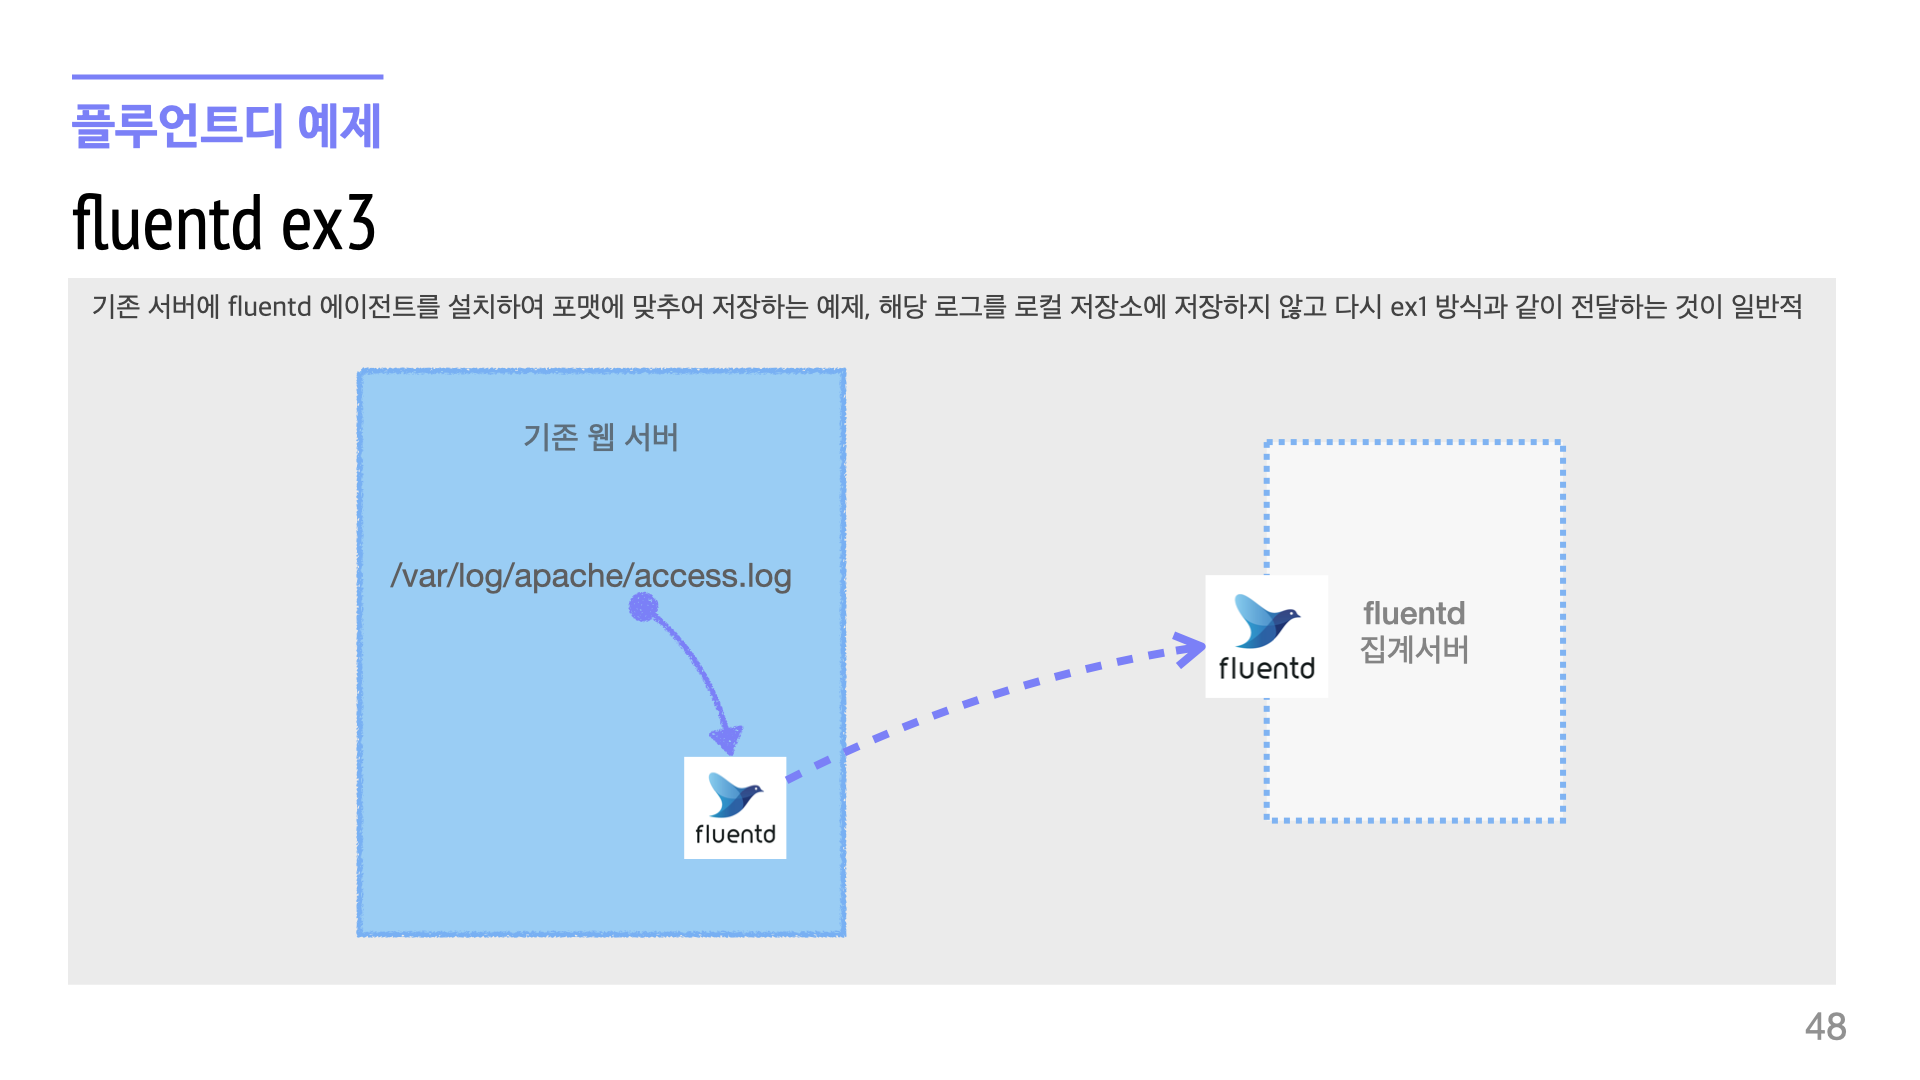 플루언트디 예제
fluentd ex3
기존 서버에 fluentd 에이전트를 설치하여 포맷에 맞추어 저장하는 예제, 해당 로그를 로컬 저장소에 저장하지 않고 다시 ex1 방식과 같이 전달하는 것이 일반적
기존 웹 서버
/var/log/apache/access.log
fluentd
fluentd
fluentd
집계서버
48